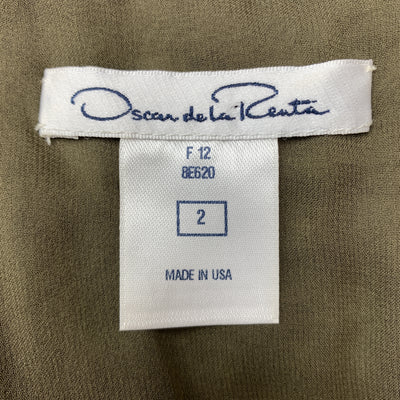 Oscar de la Renta
F 12
8E620
2
MADE IN USA